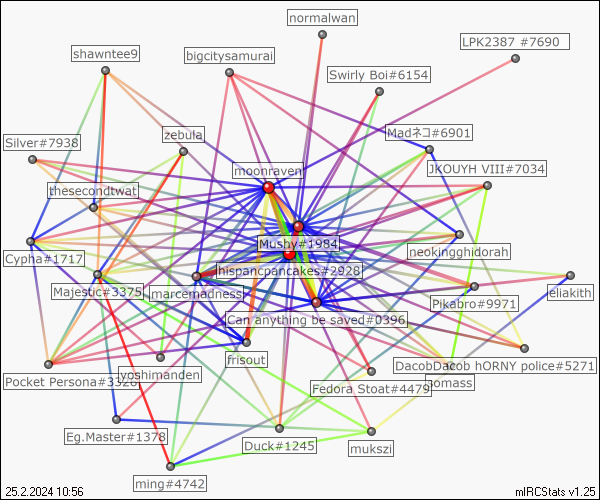 normalwan
LPK2387 #7690
shawntee9
bigcitysamurai
Swirly Boi#6154
Madネコ#6901
Silver#7938
zebula
JKOUYH VIII#7034
moonraven
thesecondtwat
Mushy#1984
neokingghidorah
Cypha#1717
hispancpancakes#2928
Majestic#3375
marcemadness
eliakith
Pikabro#9971
Can anything be saved#0396
frisout
DacobDacob hORNY police#5271
yoshimanden
Pocket Persona#3326
Fedora Stoat#4479
Eg.Master#1378
Duck#1245
mukszi
ming#4742
25.2.2024 10:56
mIRCStats v1.25